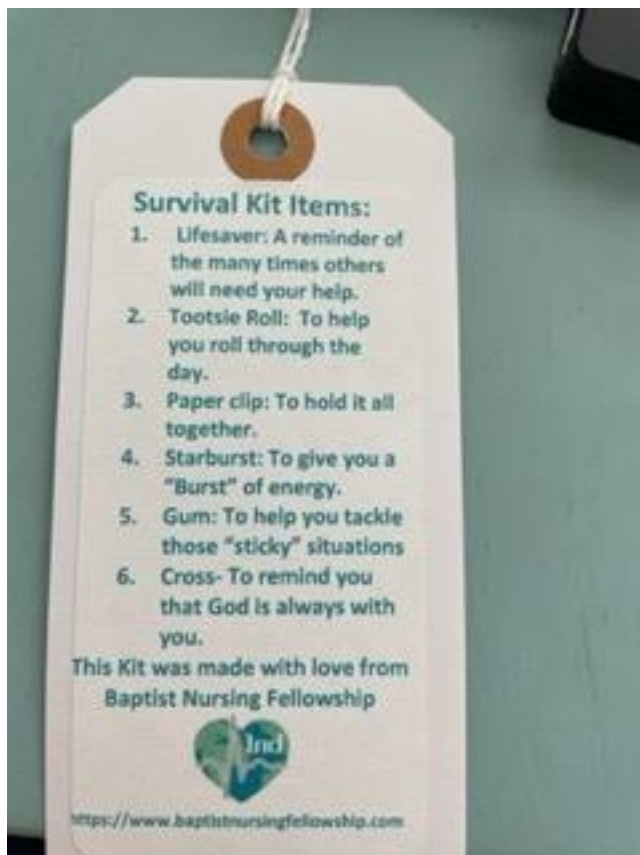 Survival Kit Items:
1. Lifesaver: A reminder of
the many times others
will need your help.
2. Tootsie Roll: To help
you roll through the
day.
3. Paper clip: To hold it all
together.
4. Starburst: To give you a
“Burst” of energy.
5. Gum: To help you tackle
those “sticky” situations
6. Cross- To remind you
that God is always with
you.
This Kit was made with love from
Baptist Nursing Fellowship
Ind
https://www.baptistnursingfellowship.com